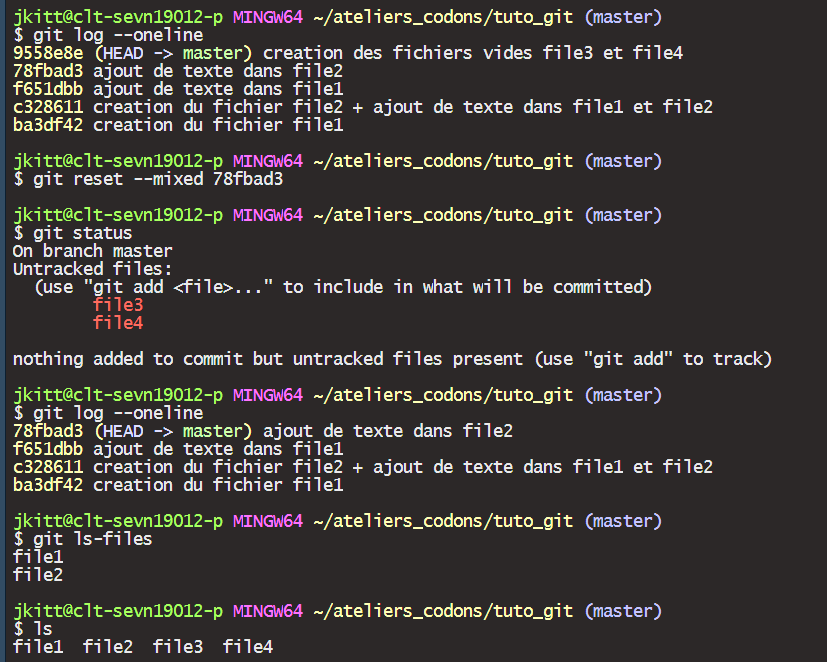 jkitt@clt-sevn19012-p MINGW64 ~/ateliers_codons/tuto_git (master)
$ git log --oneline
9558e8e (HEAD -> master) creation des fichiers vides file3 et file4
78fbad3 ajout de texte dans file2
f651dbb ajout de texte dans file1
c328611 creation du fichier file2 + ajout de texte dans file1 et file2
ba3df42 creation du fichier file1

jkitt@clt-sevn19012-p MINGW64 ~/ateliers_codons/tuto_git (master)
$ git reset --mixed 78fbad3

jkitt@clt-sevn19012-p MINGW64 ~/ateliers_codons/tuto_git (master)
$ git status
On branch master
Untracked files:
  (use "git add <file>..." to include in what will be committed)
        file3
        file4

nothing added to commit but untracked files present (use "git add" to track)

jkitt@clt-sevn19012-p MINGW64 ~/ateliers_codons/tuto_git (master)
$ git log --oneline
78fbad3 (HEAD -> master) ajout de texte dans file2
f651dbb ajout de texte dans file1
c328611 creation du fichier file2 + ajout de texte dans file1 et file2
ba3df42 creation du fichier file1

jkitt@clt-sevn19012-p MINGW64 ~/ateliers_codons/tuto_git (master)
$ git ls-files
file1
file2

jkitt@clt-sevn19012-p MINGW64 ~/ateliers_codons/tuto_git (master)
$ ls
file1  file2  file3  file4